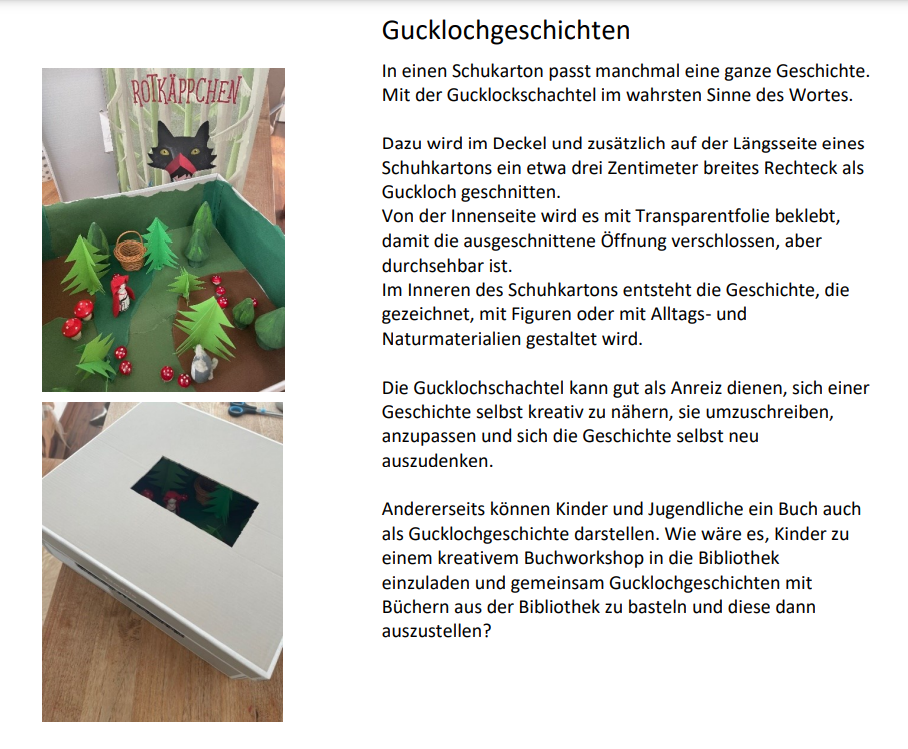 Gucklochgeschichten
In einen Schukarton passt manchmal eine ganze Geschichte.
Mit der Gucklockschachtel im wahrsten Sinne des Wortes.
Dazu wird im Deckel und zusätzlich auf der Längsseite eines
Schuhkartons ein etwa drei Zentimeter breites Rechteck als
Guckloch geschnitten.
Von der Innenseite wird es mit Transparentfolie beklebt,
damit die ausgeschnittene Öffnung verschlossen, aber
durchsehbar ist.
Im Inneren des Schuhkartons entsteht die Geschichte, die
gezeichnet, mit Figuren oder mit Alltags- und
Naturmaterialien gestaltet wird.
Die Gucklochschachtel kann gut als Anreiz dienen, sich einer
Geschichte selbst kreativ zu nähern, sie umzuschreiben,
anzupassen und sich die Geschichte selbst neu
auszudenken.
Andererseits können Kinder und Jugendliche ein Buch auch
als Gucklochgeschichte darstellen. Wie wäre es, Kinder zu
einem kreativem Buchworkshop in die Bibliothek
einzuladen und gemeinsam Gucklochgeschichten mit
Büchern aus der Bibliothek zu basteln und diese dann
auszustellen?
ROTKÄPPCHEN